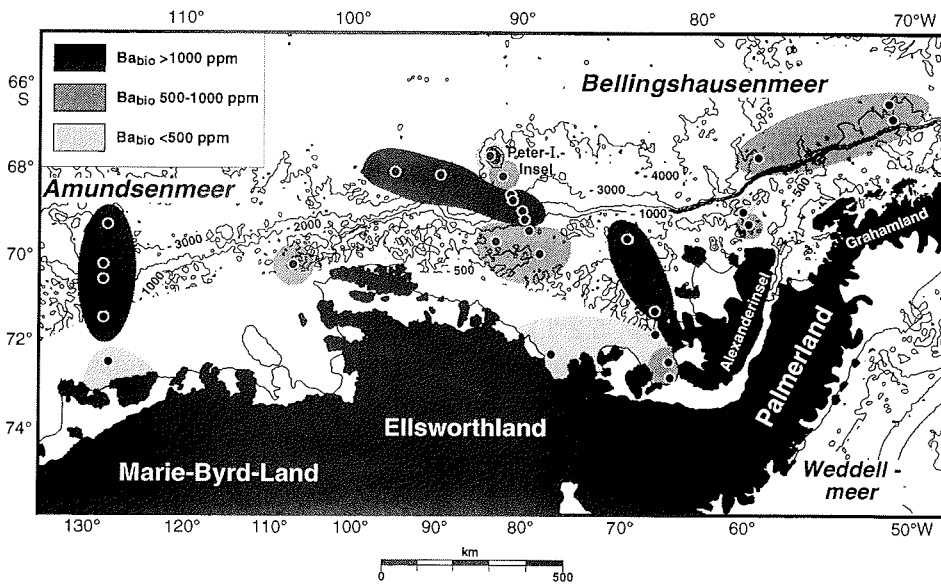 110° 100° 90° 80° 70°W
Ba_bio >1000 ppm
Ba_bio 500-1000 ppm
Ba_bio <500 ppm
66°
S
68°
70°
72°
74°
Bellingshausenmeer
Peter-I.-
Insel
Amundsenmeer
3000
4000
500
3000
2000
1000
1000
500
Grahamland
Alexanderinsel
Palmerland
Ellsworthland
Marie-Byrd-Land
Weddell-
meer
130° 120° 110° 100° 90° 80° 70° 60° 50°W
km
0 500